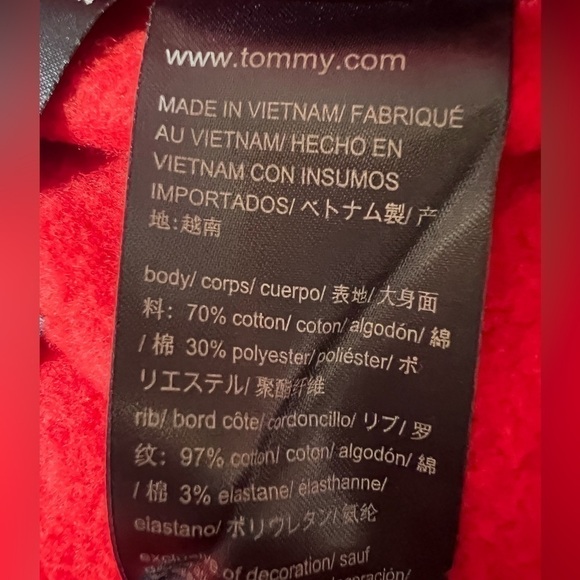 www.tommy.com
MADE IN VIETNAM/ FABRIQUÉ
AU VIETNAM/ HECHO EN
VIETNAM CON INSUMOS
IMPORTADOS/ ベトナム製/ 产
地:越南
body/ corps/ cuerpo/ 表地/ 大身面
料: 70% cotton/ coton/ algodón/ 綿
/ 棉 30% polyester/ poliéster/ ポ
リエステル/ 聚酯纤维
rib/ bord côte/ cordoncillo/ リブ/ 罗
纹: 97% cotton/ coton/ algodón/ 綿
/ 棉 3% elastane/ élasthanne/
elastano/ ポリウレタン/ 氨纶
exclusively
of decoration/ sauf